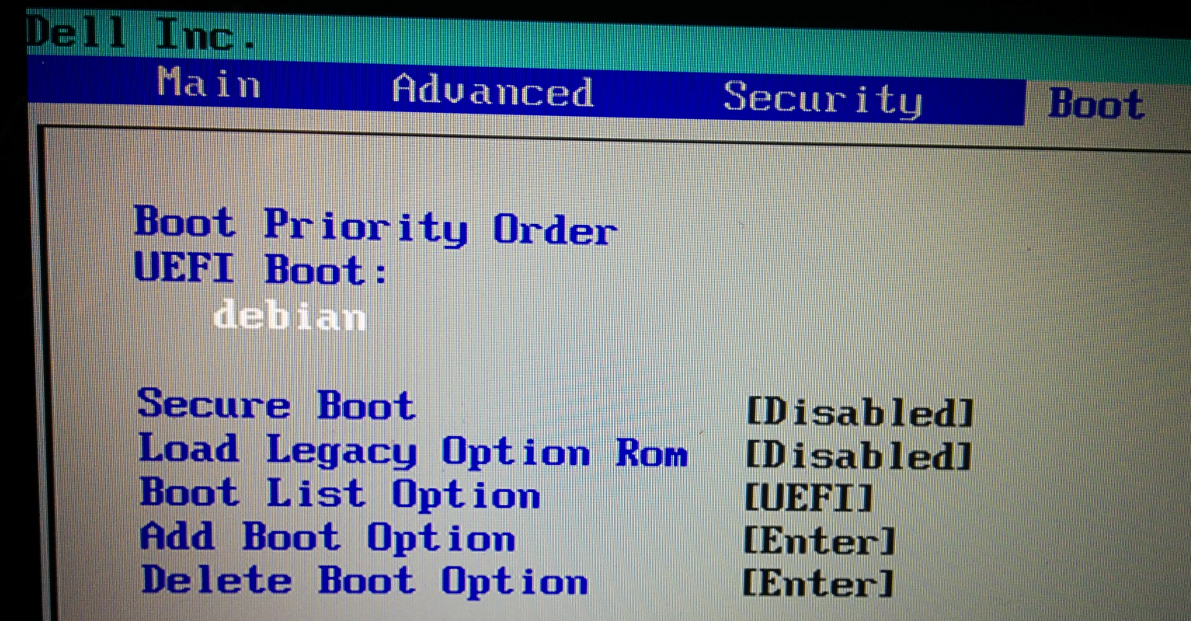 Dell Inc.
Main Advanced Security Boot
Boot Priority Order
UEFI Boot:
debian
Secure Boot [Disabled]
Load Legacy Option Rom [Disabled]
Boot List Option [UEFI]
Add Boot Option [Enter]
Delete Boot Option [Enter]